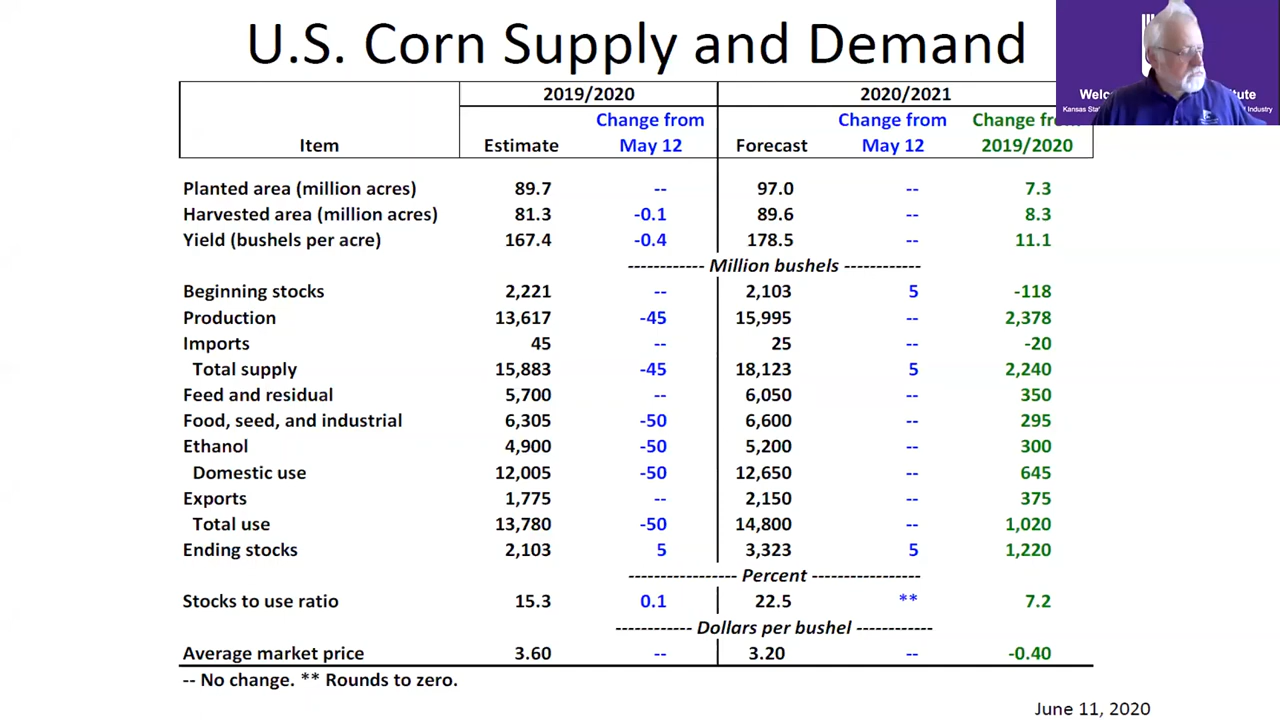 U.S. Corn Supply and Demand
2019/2020 2020/2021
Change from Change from Change
Item Estimate May 12 Forecast May 12 2019/2020
Planted area (million acres) 89.7 -- 97.0 -- 7.3
Harvested area (million acres) 81.3 -0.1 89.6 -- 8.3
Yield (bushels per acre) 167.4 -0.4 178.5 -- 11.1
------------ Million bushels ------------
Beginning stocks 2,221 -- 2,103 5 -118
Production 13,617 -45 15,995 -- 2,378
Imports 45 -- 25 -- -20
Total supply 15,883 -45 18,123 5 2,240
Feed and residual 5,700 -- 6,050 -- 350
Food, seed, and industrial 6,305 -50 6,600 -- 295
Ethanol 4,900 -50 5,200 -- 300
Domestic use 12,005 -50 12,650 -- 645
Exports 1,775 -- 2,150 -- 375
Total use 13,780 -50 14,800 -- 1,020
Ending stocks 2,103 5 3,323 5 1,220
----------------- Percent -----------------
Stocks to use ratio 15.3 0.1 22.5 ** 7.2
------------ Dollars per bushel ------------
Average market price 3.60 -- 3.20 -- -0.40
-- No change. ** Rounds to zero.
June 11, 2020
Kansas Industry